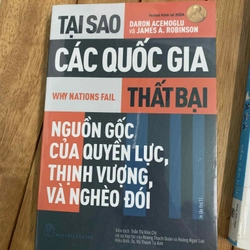 DARON ACEMOGLU
và JAMES A. ROBINSON
TẠI SAO
CÁC QUỐC GIA
WHY NATIONS FAIL
THẤT BẠI
NGUỒN GỐC
CỦA QUYỀN LỰC,
THỊNH VƯỢNG,
VÀ NGHÈO ĐÓI